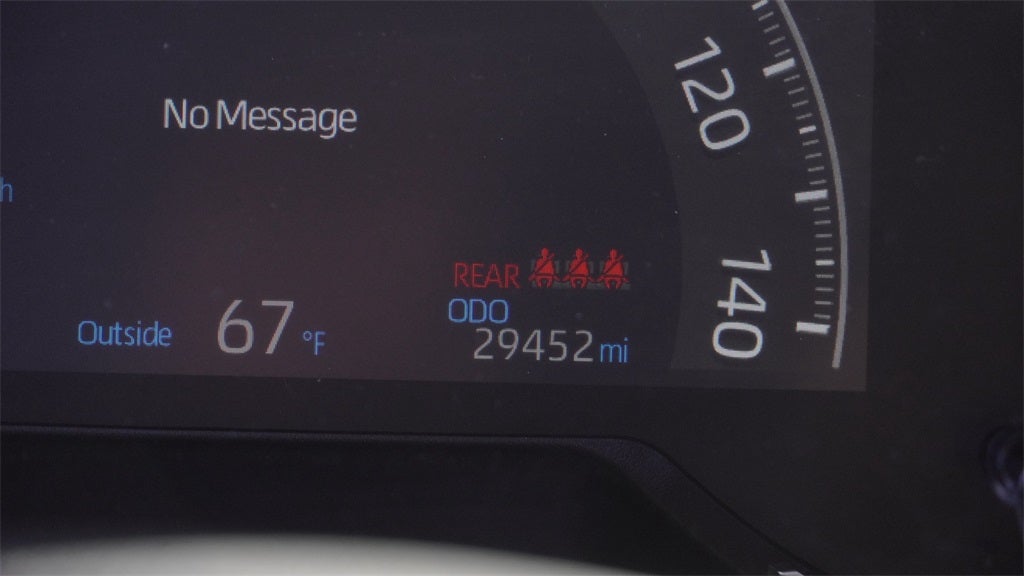 120
No Message
h
140
REAR
ODO
Outside 67 °F
29452 mi